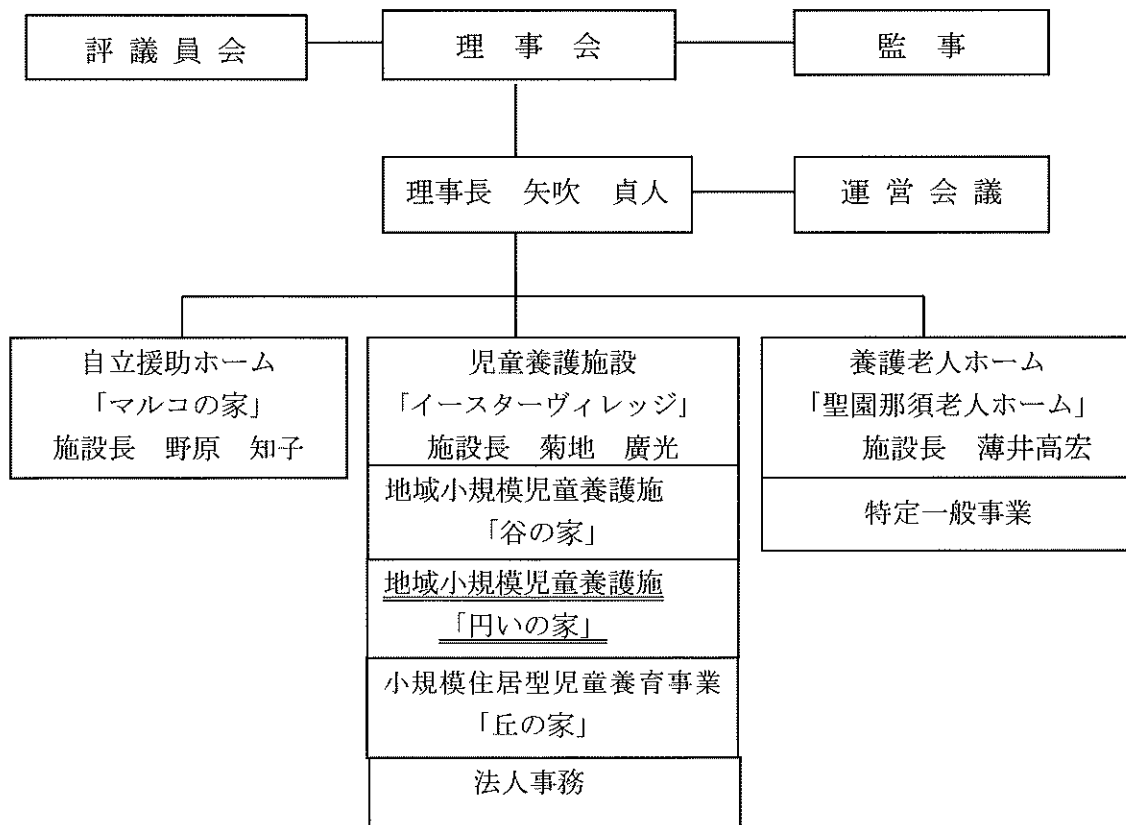 評議員会
理事会
監事
理事長 矢吹 貞人
運営会議
自立援助ホーム
「マルコの家」
施設長 野原 知子
児童養護施設
「イースターヴィレッジ」
施設長 菊地 廣光
地域小規模児童養護施
「谷の家」
地域小規模児童養護施
「円いの家」
小規模住居型児童養育事業
「丘の家」
法人事務
養護老人ホーム
「聖園那須老人ホーム」
施設長 薄井高宏
特定一般事業